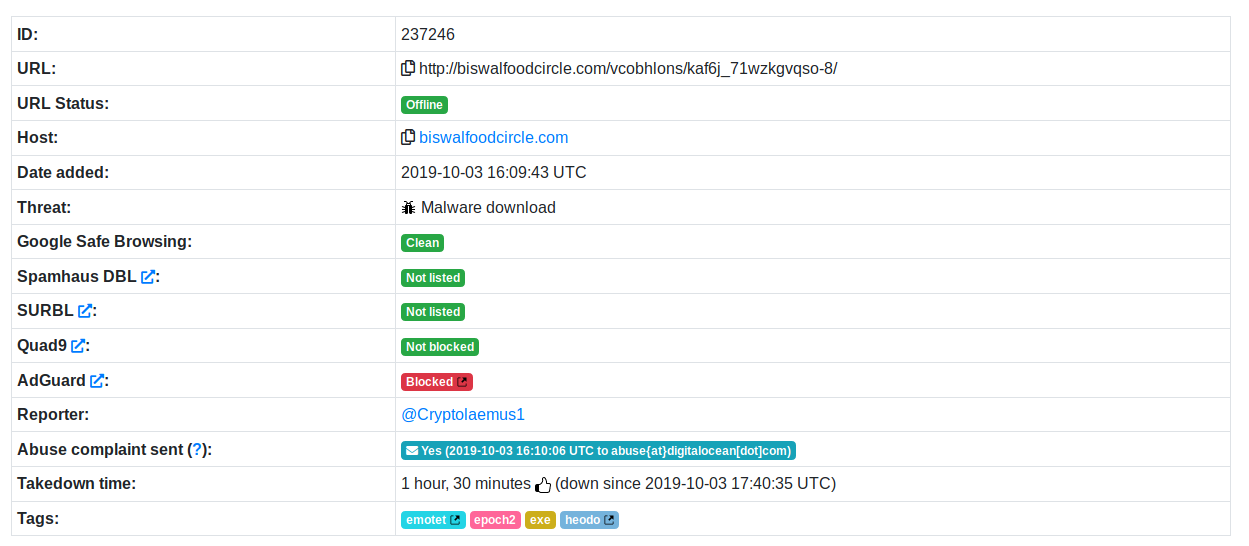 ID: 237246
URL: http://biswalfoodcircle.com/vcobhlons/kaf6j_71wzkgvqso-8/
URL Status: Offline
Host: biswalfoodcircle.com
Date added: 2019-10-03 16:09:43 UTC
Threat: Malware download
Google Safe Browsing: Clean
Spamhaus DBL : Not listed
SURBL : Not listed
Quad9 : Not blocked
AdGuard : Blocked
Reporter: @Cryptolaemus1
Abuse complaint sent (?): Yes (2019-10-03 16:10:06 UTC to abuse{at}digitalocean[dot]com)
Takedown time: 1 hour, 30 minutes (down since 2019-10-03 17:40:35 UTC)
Tags: emotet epoch2 exe heodo